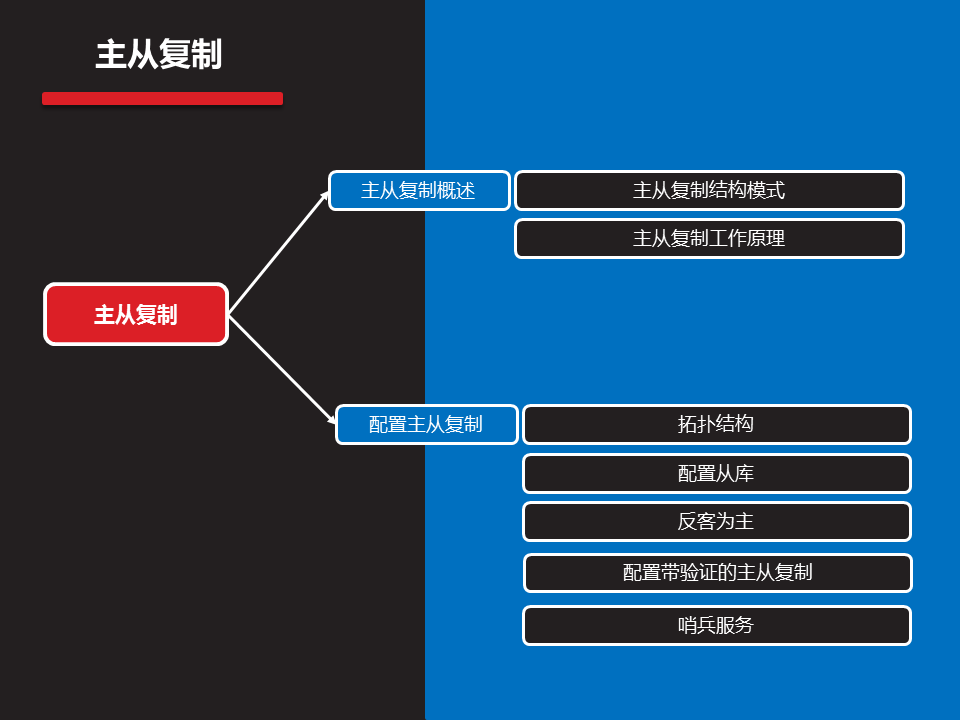 主从复制
主从复制概述
主从复制结构模式
主从复制工作原理
主从复制
配置主从复制
拓扑结构
配置从库
反客为主
配置带验证的主从复制
哨兵服务